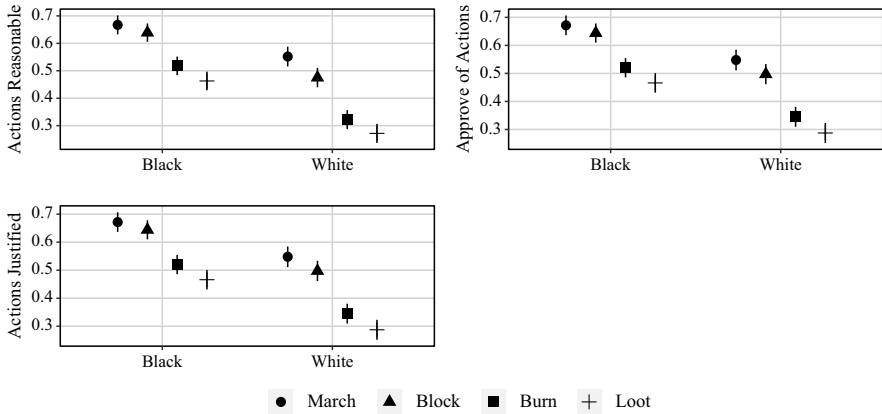 Actions Reasonable
0.7
0.6
0.5
0.4
0.3
Black White
Approve of Actions
0.7
0.6
0.5
0.4
0.3
Black White
Actions Justified
0.7
0.6
0.5
0.4
0.3
Black White
March Block Burn Loot